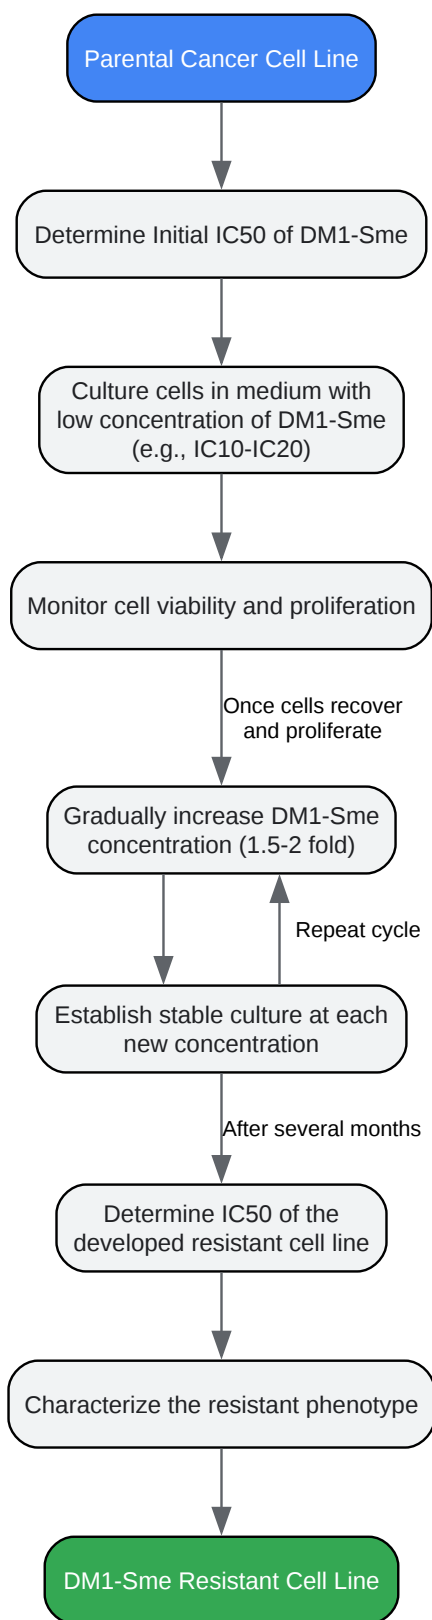 Parental Cancer Cell Line
Determine Initial IC50 of DM1-Sme
Culture cells in medium with
low concentration of DM1-Sme
(e.g., IC10-IC20)
Monitor cell viability and proliferation
Once cells recover
and proliferate
Gradually increase DM1-Sme
concentration (1.5-2 fold)
Repeat cycle
Establish stable culture at each
new concentration
After several months
Determine IC50 of the
developed resistant cell line
Characterize the resistant phenotype
DM1-Sme Resistant Cell Line